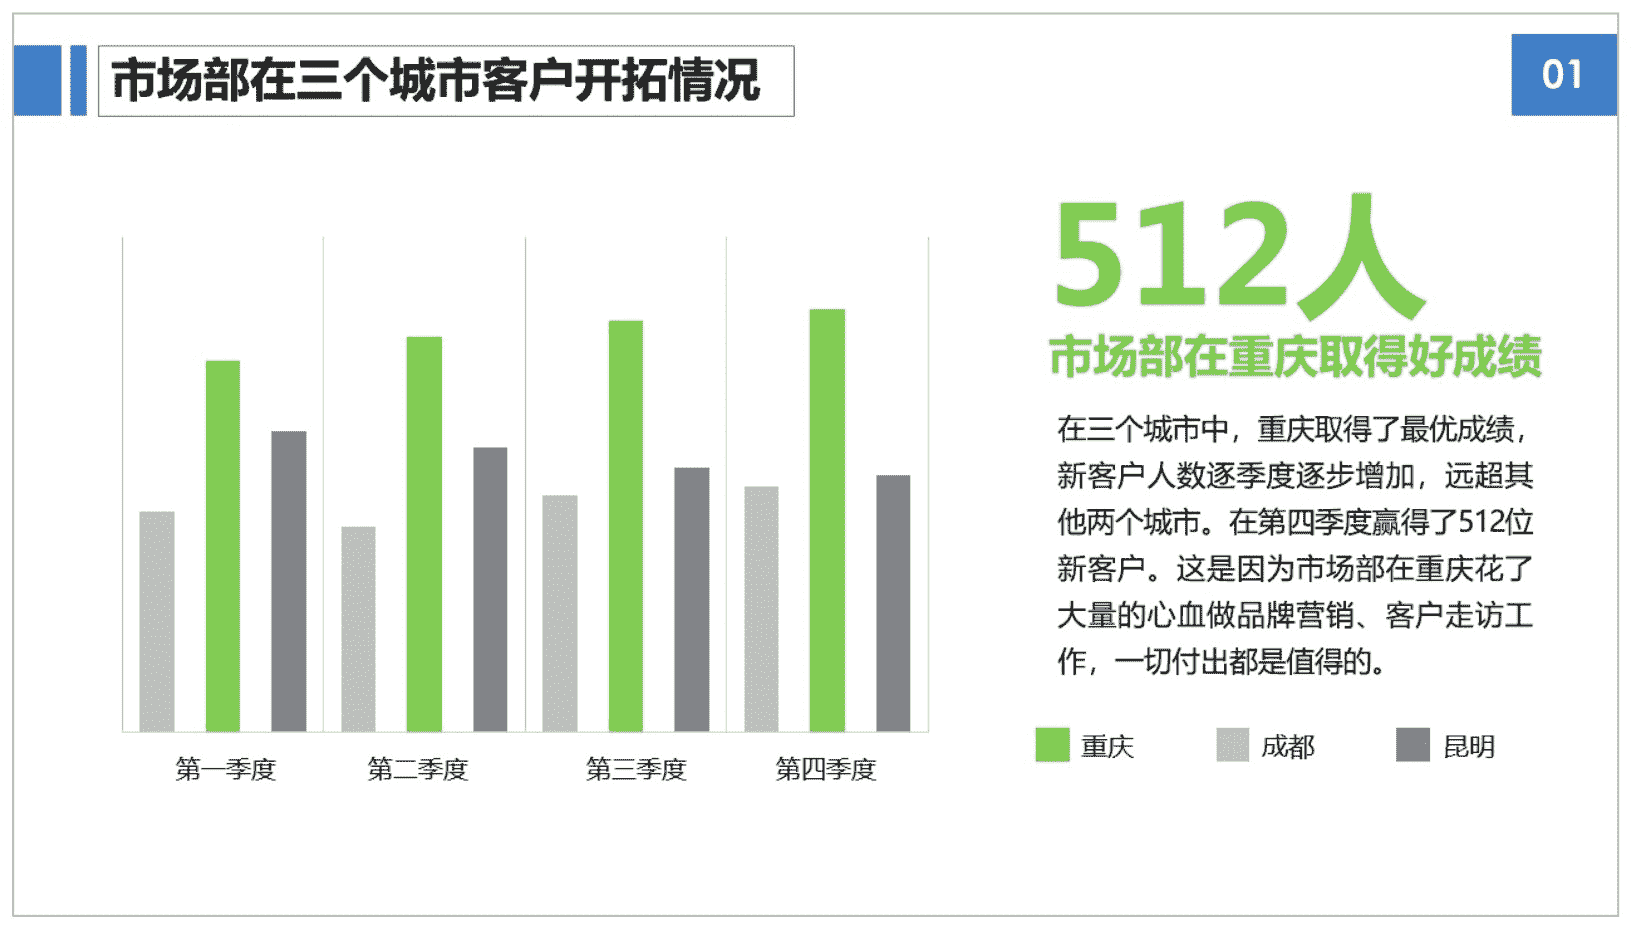 市场部在三个城市客户开拓情况
01
512人
市场部在重庆取得好成绩
在三个城市中，重庆取得了最优成绩，
新客户人数逐季度逐步增加，远超其
他两个城市。在第四季度赢得了512位
新客户。这是因为市场部在重庆花了
大量的心血做品牌营销、客户走访工
作，一切付出都是值得的。
第一季度
第二季度
第三季度
第四季度
重庆
成都
昆明